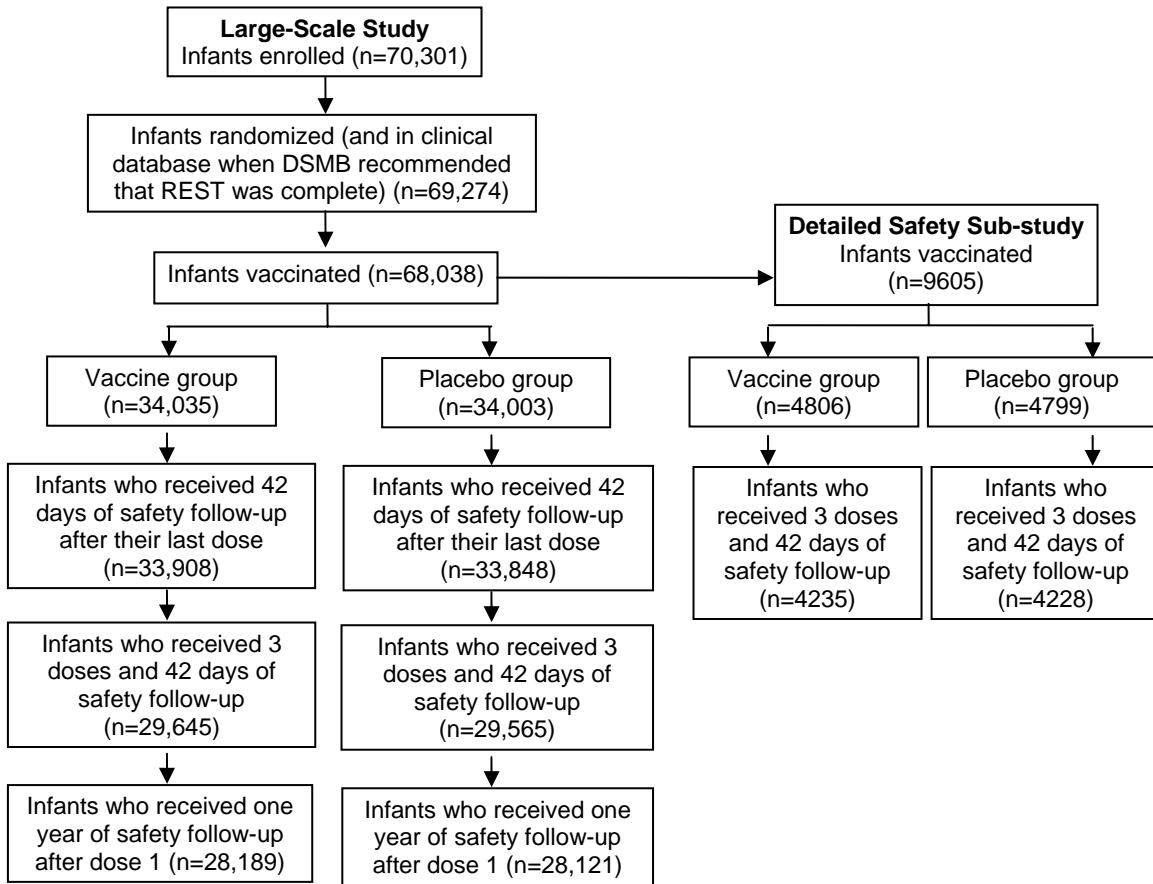 Large-Scale Study
Infants enrolled (n=70,301)
Infants randomized (and in clinical
database when DSMB recommended
that REST was complete) (n=69,274)
Infants vaccinated (n=68,038)
Detailed Safety Sub-study
Infants vaccinated
(n=9605)
Vaccine group
(n=34,035)
Placebo group
(n=34,003)
Vaccine group
(n=4806)
Placebo group
(n=4799)
Infants who received 42
days of safety follow-up
after their last dose
(n=33,908)
Infants who received 42
days of safety follow-up
after their last dose
(n=33,848)
Infants who
received 3 doses
and 42 days of
safety follow-up
(n=4235)
Infants who
received 3 doses
and 42 days of
safety follow-up
(n=4228)
Infants who received 3
doses and 42 days of
safety follow-up
(n=29,645)
Infants who received 3
doses and 42 days of
safety follow-up
(n=29,565)
Infants who received one
year of safety follow-up
after dose 1 (n=28,189)
Infants who received one
year of safety follow-up
after dose 1 (n=28,121)